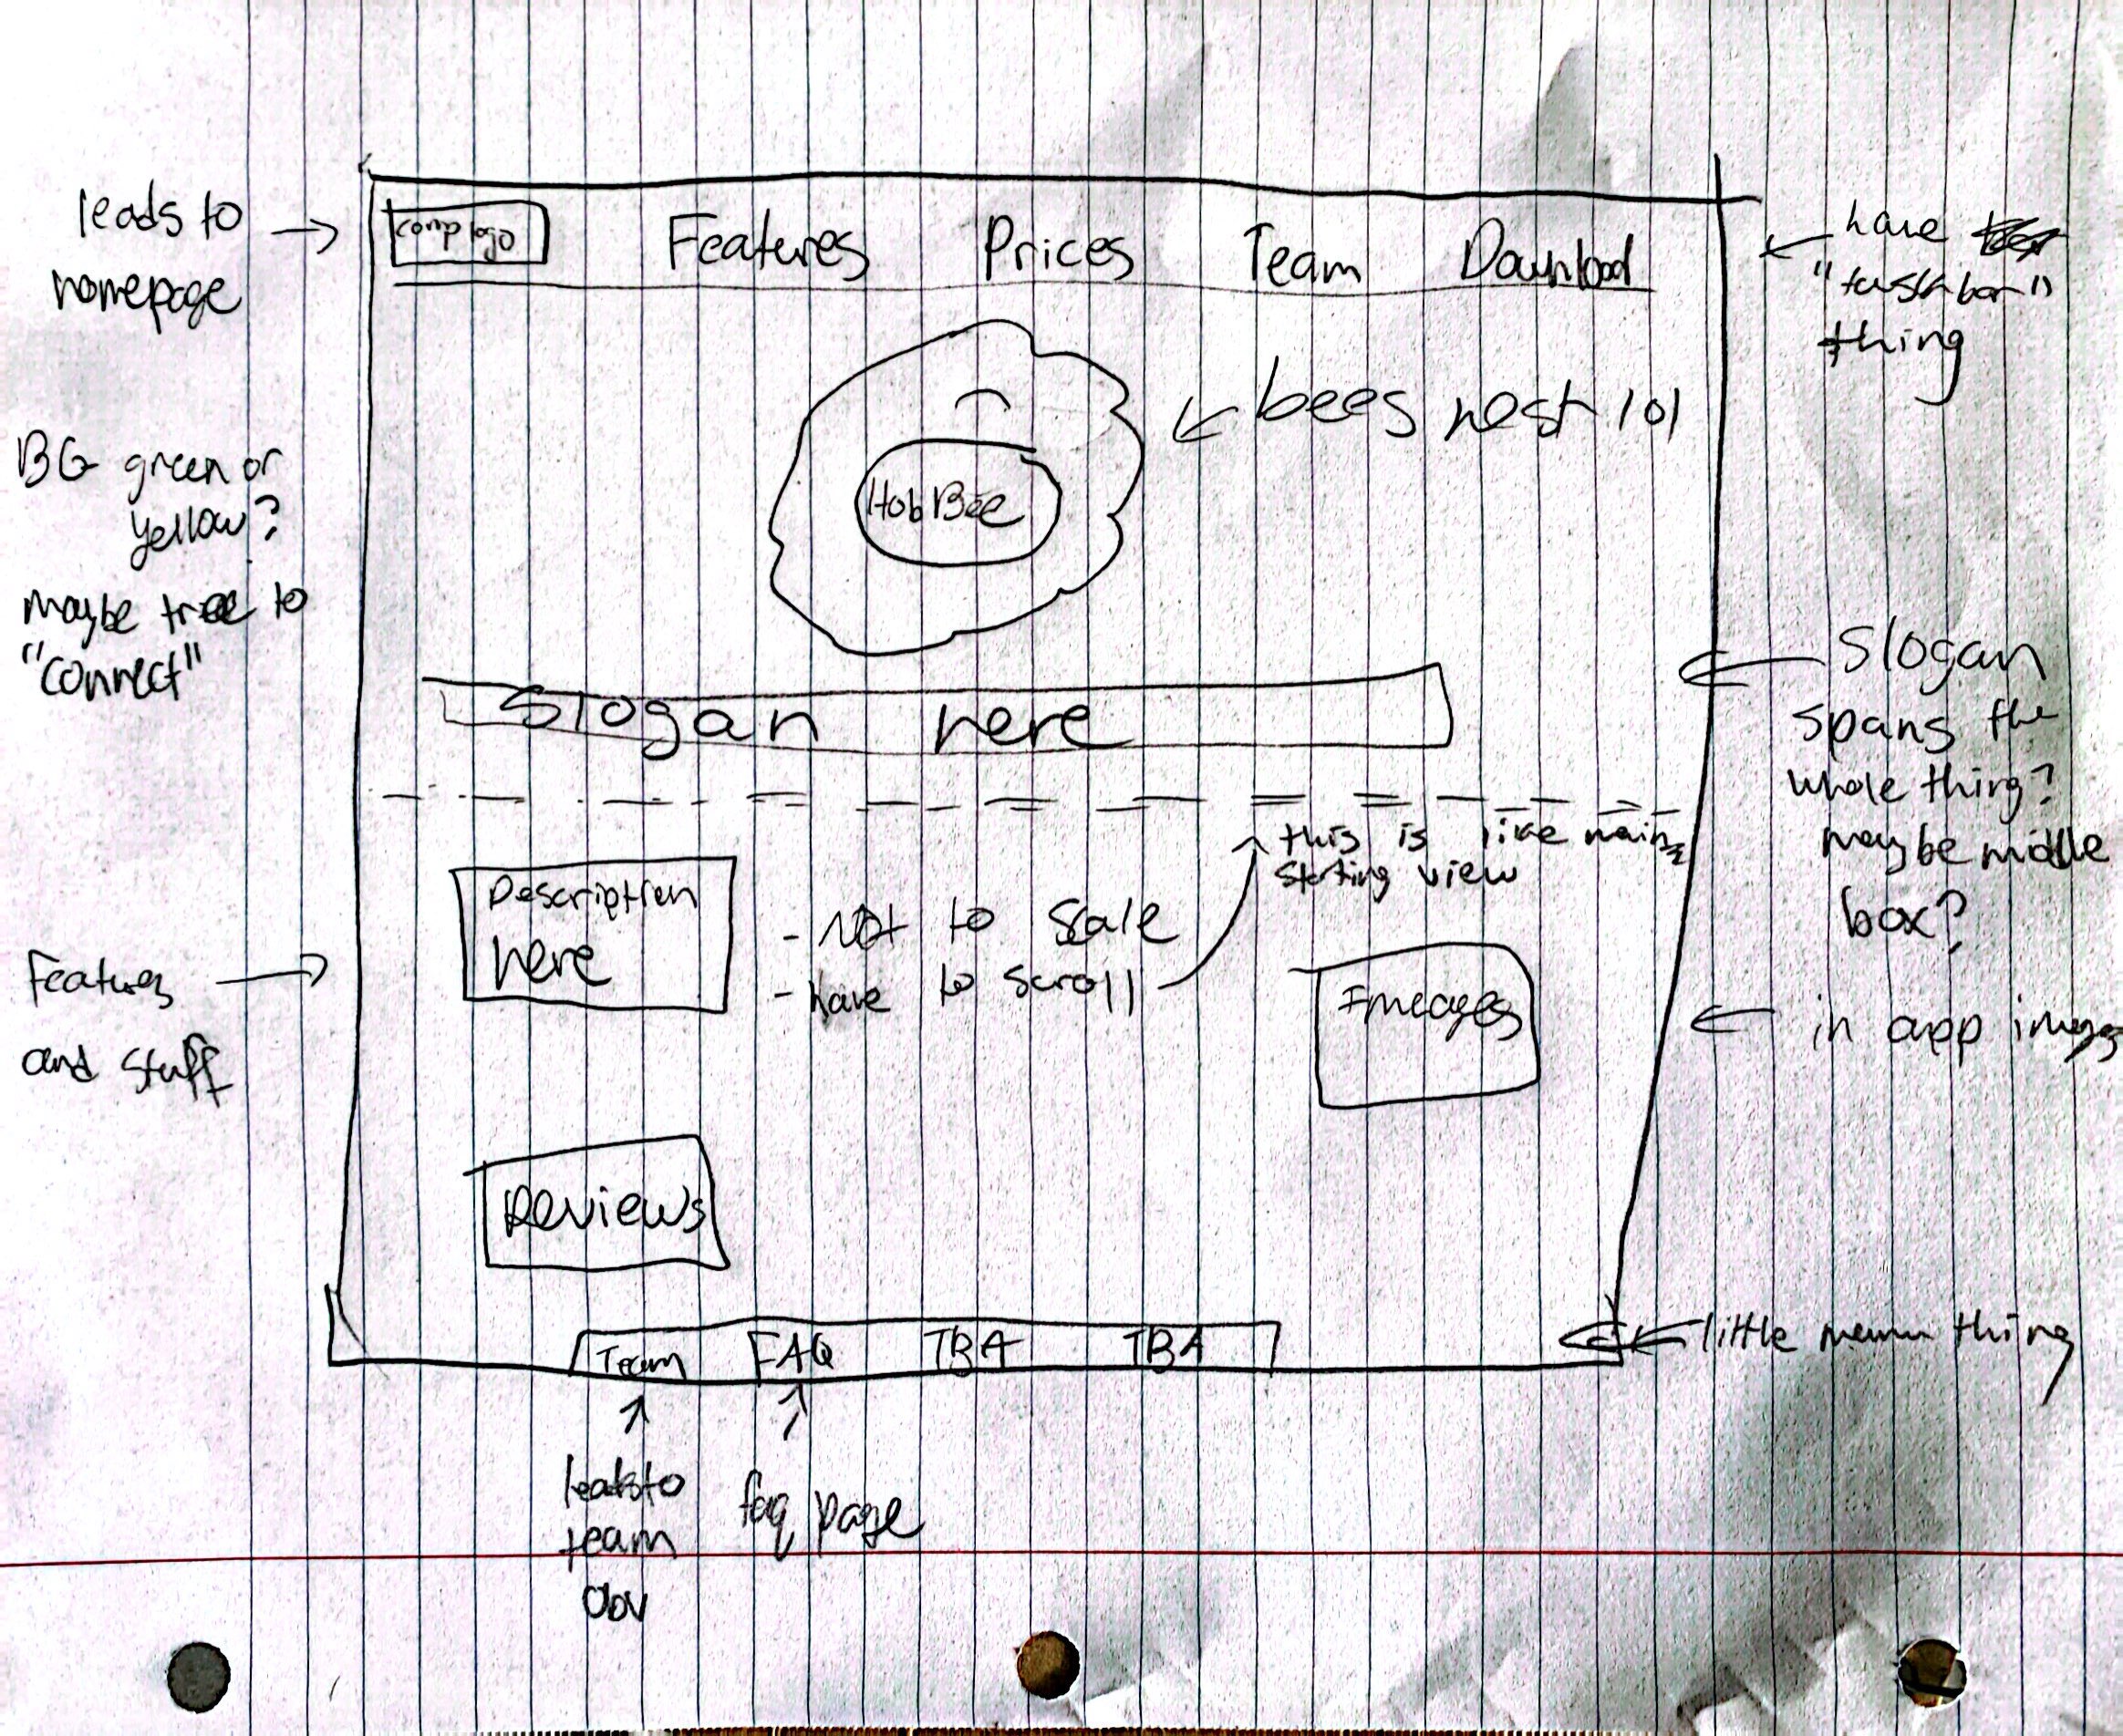 leads to
homepage
comp logo
Features Prices Team Download
have
"taskbar"
thing
bees nest lol
HobBee
BG green or
yellow?
maybe tree to
"connect"
Slogan here
Slogan
spans the
whole thing?
maybe middle
box?
this is like main
starting view
Description
here
- Not to scale
- have to scroll
Features
and stuff
Images
in app images
Reviews
Team FAQ TBA TBA
little menu thing
leads to
team
obv
faq page